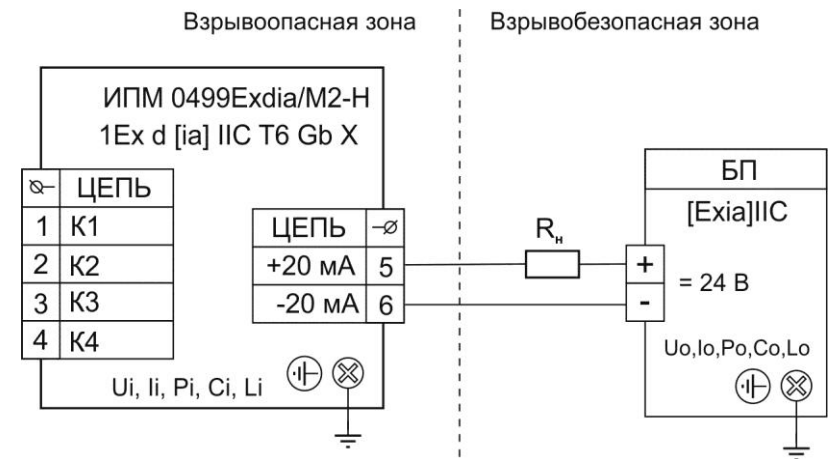 Взрывоопасная зона
Взрывобезопасная зона
ИПМ 0499Exdia/M2-H
1Ex d [ia] IIC T6 Gb X
ЦЕПЬ
1 К1
2 К2
3 К3
4 К4
ЦЕПЬ
+20 мА 5
-20 мА 6
Ui, Ii, Pi, Ci, Li
Rн
БП
[Exia]IIC
+
= 24 В
-
Uo,Io,Po,Co,Lo